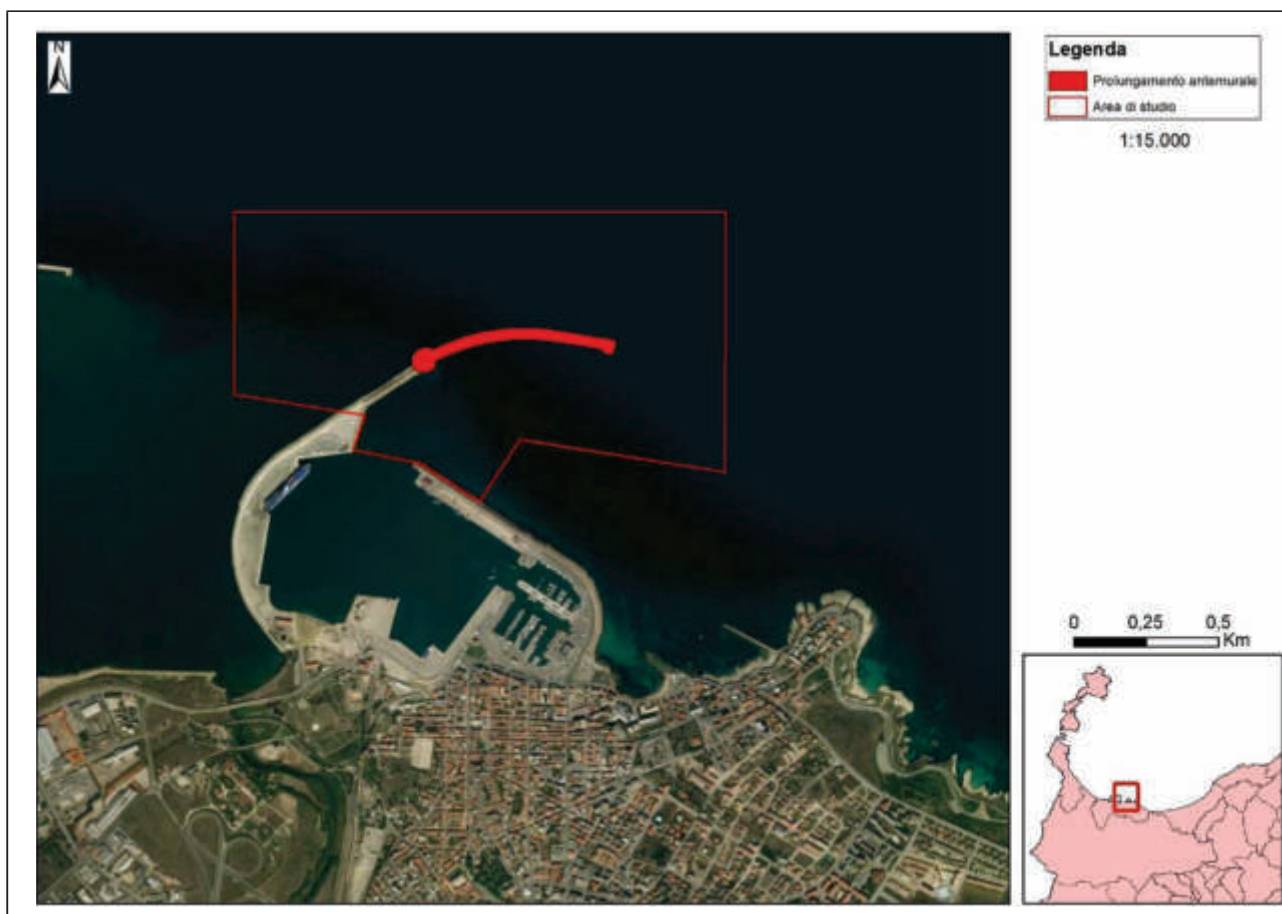 N
Legenda
Prolungamento antemurale
Area di studio
1:15.000
0 0,25 0,5
Km